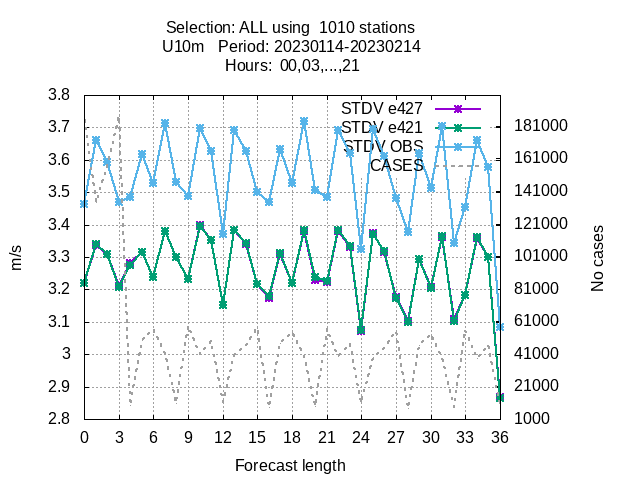 Selection: ALL using  1010 stations
U10m   Period: 20230114-20230214
Hours:  00,03,...,21
STDV e427
STDV e421
STDV OBS
CASES
3.8
3.7
3.6
3.5
3.4
3.3
3.2
3.1
3
2.9
2.8
m/s
181000
161000
141000
121000
101000
81000
61000
41000
21000
1000
No cases
0 3 6 9 12 15 18 21 24 27 30 33 36
Forecast length